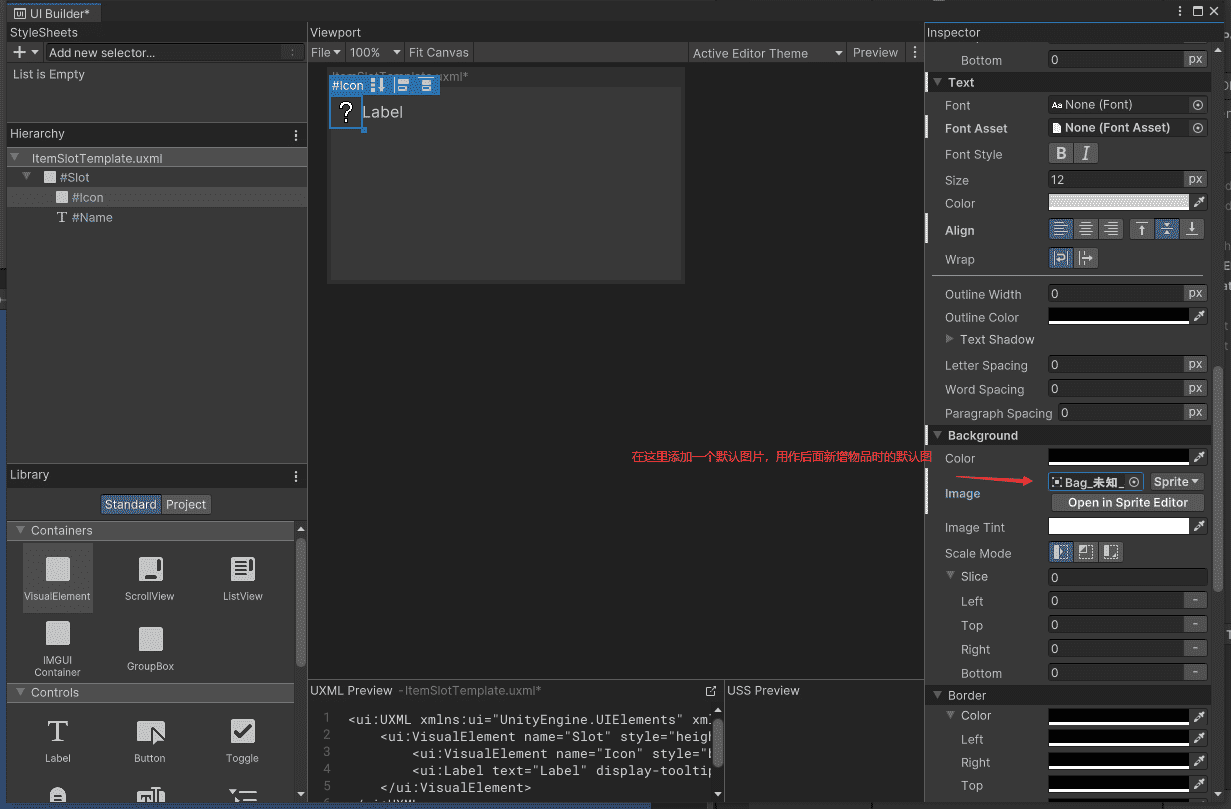 UI Builder*
StyleSheets
Add new selector...
List is Empty
Hierarchy
ItemSlotTemplate.uxml
#Slot
#Icon
#Name
Library
Standard Project
Containers
VisualElement ScrollView ListView
IMGUI Container GroupBox
Controls
Label Button Toggle
Viewport
File 100% Fit Canvas Active Editor Theme Preview
#Icon
? Label
在这里添加一个默认图片，用作后面新增物品时的默认图
UXML Preview - ItemSlotTemplate.uxml*
1 <ui:UXML xmlns:ui="UnityEngine.UIElements"
2 <ui:VisualElement name="Slot" style="heig
3 <ui:VisualElement name="Icon" style="
4 <ui:Label text="Label" display-tooltip
5 </ui:VisualElement>
USS Preview
Inspector
Bottom 0 px
Text
Font Aa None (Font)
Font Asset None (Font Asset)
Font Style B I
Size 12 px
Color
Align
Wrap
Outline Width 0 px
Outline Color
Text Shadow
Letter Spacing 0 px
Word Spacing 0 px
Paragraph Spacing 0 px
Background
Color
Image Bag_未知_ Sprite
Open in Sprite Editor
Image Tint
Scale Mode
Slice 0
Left 0 -
Top 0 -
Right 0 -
Bottom 0 -
Border
Color
Left
Right
Top